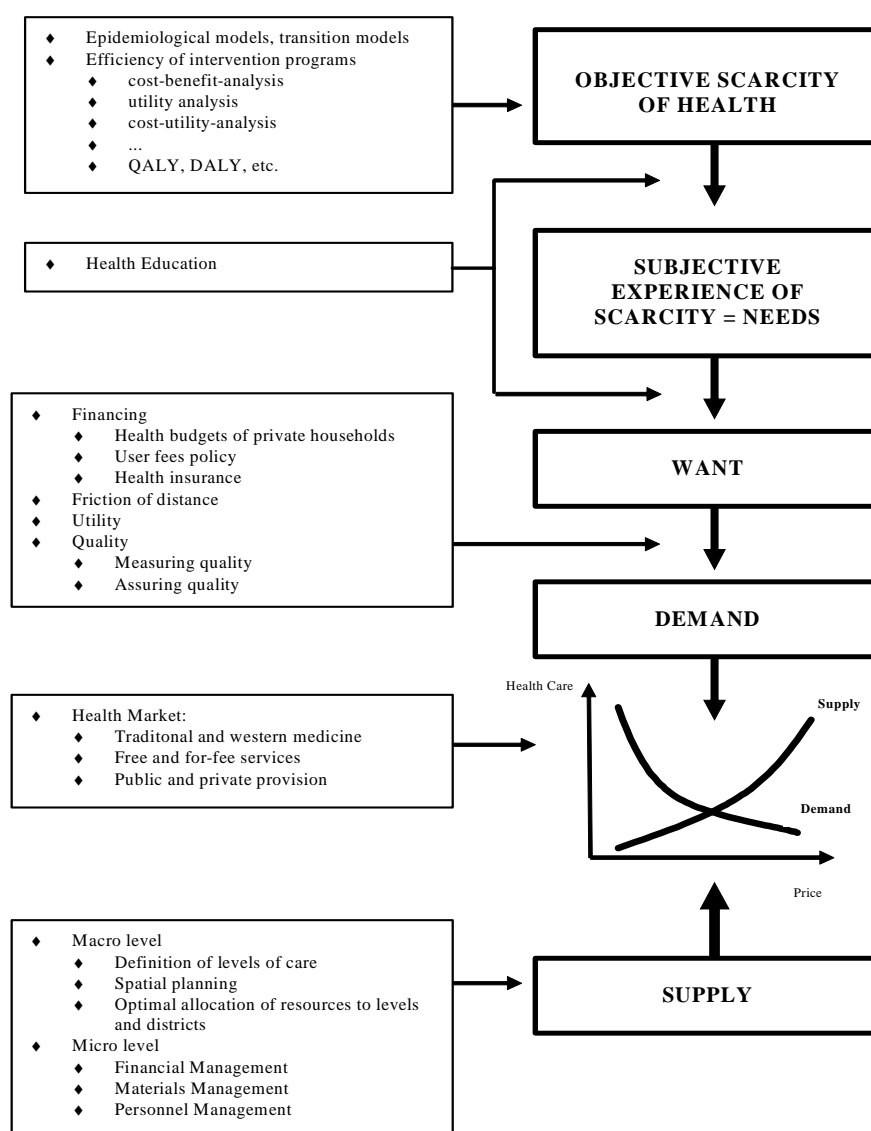 ♦ Epidemiological models, transition models
♦ Efficiency of intervention programs
♦ cost-benefit-analysis
♦ utility analysis
♦ cost-utility-analysis
♦ ...
♦ QALY, DALY, etc.
OBJECTIVE SCARCITY
OF HEALTH
♦ Health Education
SUBJECTIVE
EXPERIENCE OF
SCARCITY = NEEDS
♦ Financing
♦ Health budgets of private households
♦ User fees policy
♦ Health insurance
♦ Friction of distance
♦ Utility
♦ Quality
♦ Measuring quality
♦ Assuring quality
WANT
DEMAND
♦ Health Market:
♦ Traditonal and western medicine
♦ Free and for-fee services
♦ Public and private provision
Health Care
Supply
Demand
Price
♦ Macro level
♦ Definition of levels of care
♦ Spatial planning
♦ Optimal allocation of resources to levels
and districts
♦ Micro level
♦ Financial Management
♦ Materials Management
♦ Personnel Management
SUPPLY